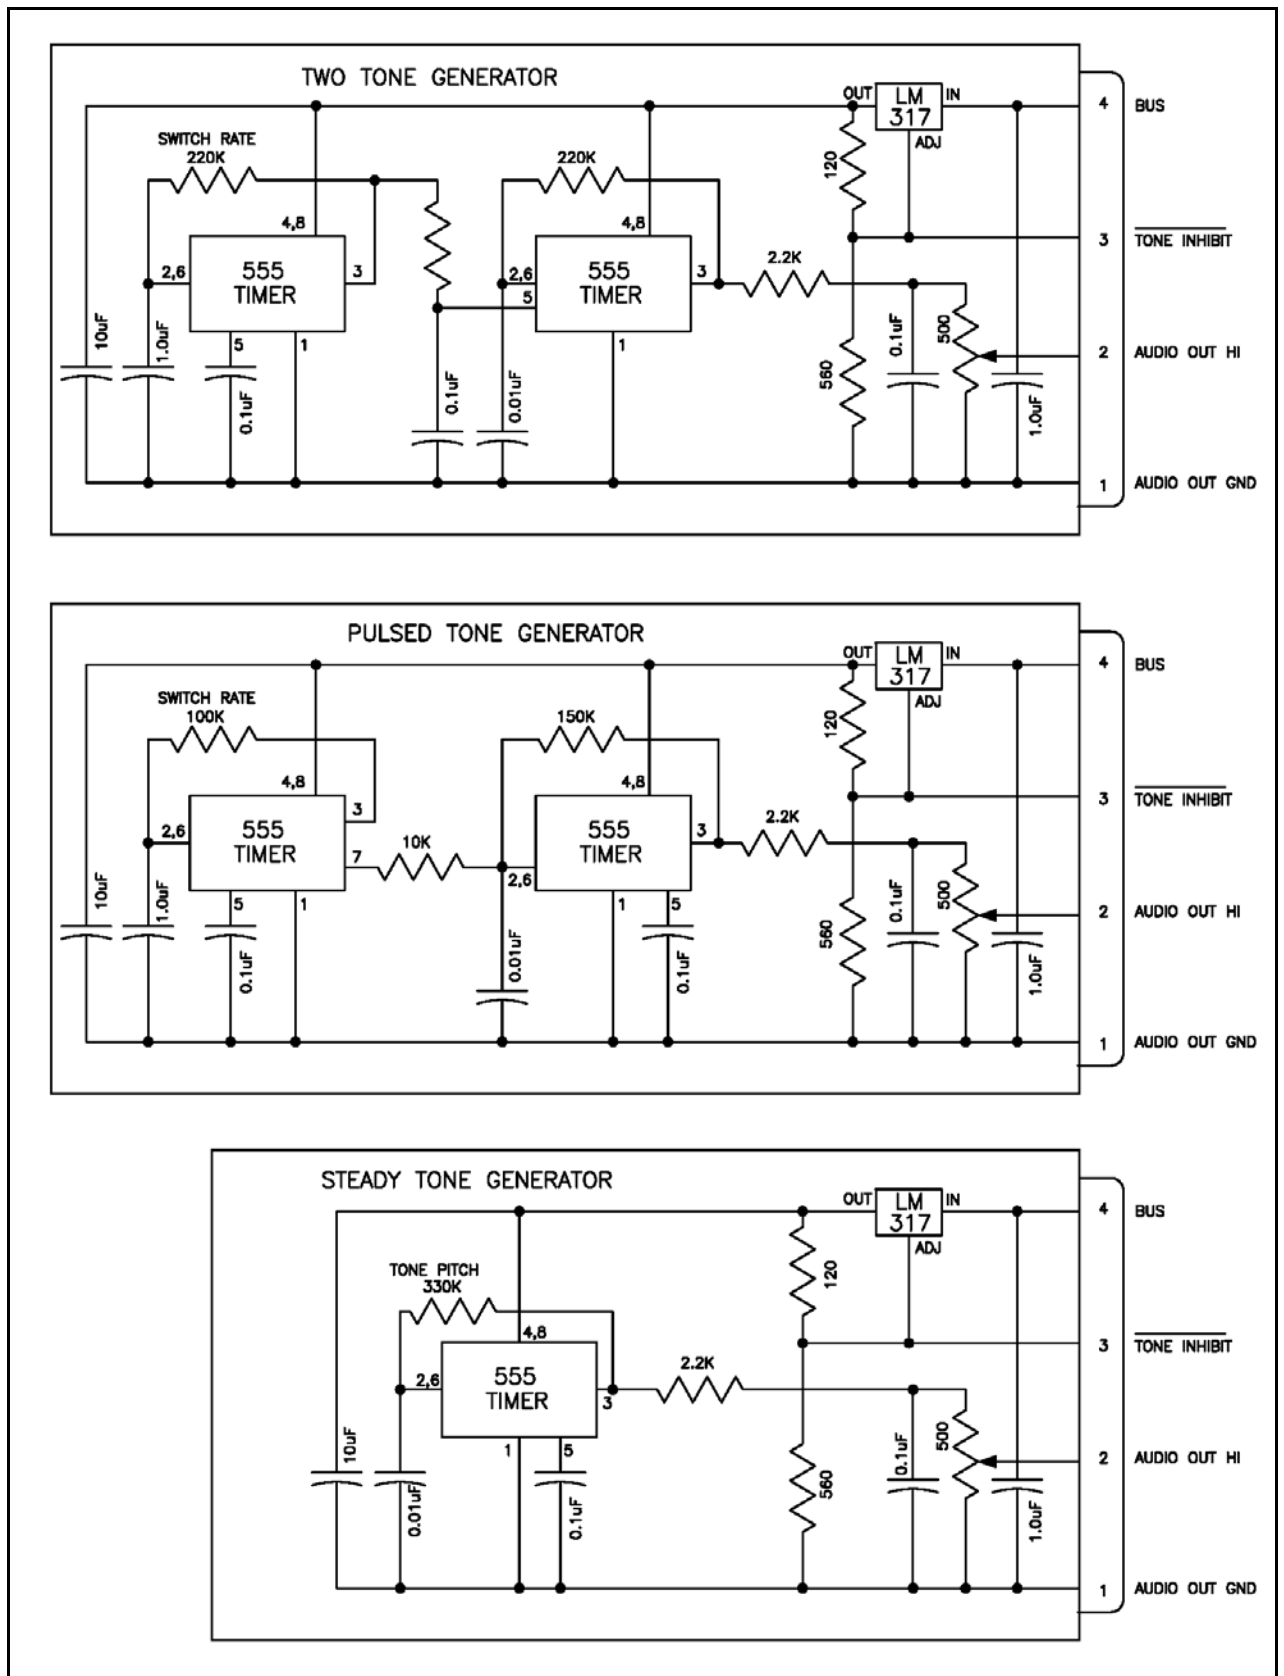 TWO TONE GENERATOR
OUT
LM
317
IN
ADJ
4
BUS
SWITCH RATE
220K
220K
120
4,8
4,8
3
TONE INHIBIT
2,6
555
TIMER
3
2,6
5
555
TIMER
3
2.2K
10uF
1.0uF
5
1
0.1uF
0.1uF
0.01uF
1
560
0.1uF
500
2
AUDIO OUT HI
1.0uF
1
AUDIO OUT GND
PULSED TONE GENERATOR
OUT
LM
317
IN
ADJ
4
BUS
SWITCH RATE
100K
150K
120
4,8
4,8
3
TONE INHIBIT
2,6
555
TIMER
3
7
10K
2,6
555
TIMER
3
2.2K
10uF
1.0uF
5
1
0.1uF
0.01uF
1
5
0.1uF
560
0.1uF
500
2
AUDIO OUT HI
1.0uF
1
AUDIO OUT GND
STEADY TONE GENERATOR
OUT
LM
317
IN
ADJ
4
BUS
TONE PITCH
330K
120
4,8
3
TONE INHIBIT
2,6
555
TIMER
3
2.2K
10uF
0.01uF
1
5
0.1uF
560
0.1uF
500
2
AUDIO OUT HI
1.0uF
1
AUDIO OUT GND